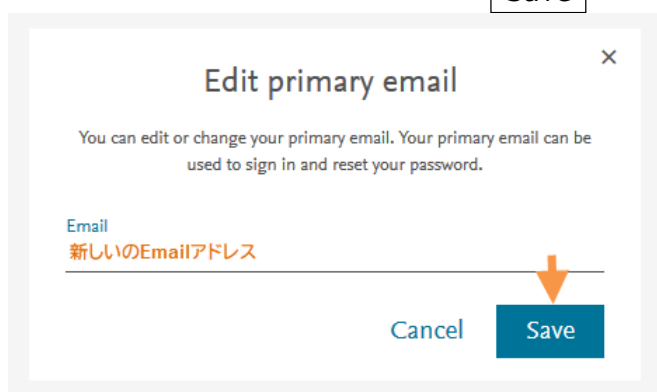 Save
×
Edit primary email
You can edit or change your primary email. Your primary email can be
used to sign in and reset your password.
Email
新しいのEmailアドレス
Cancel
Save